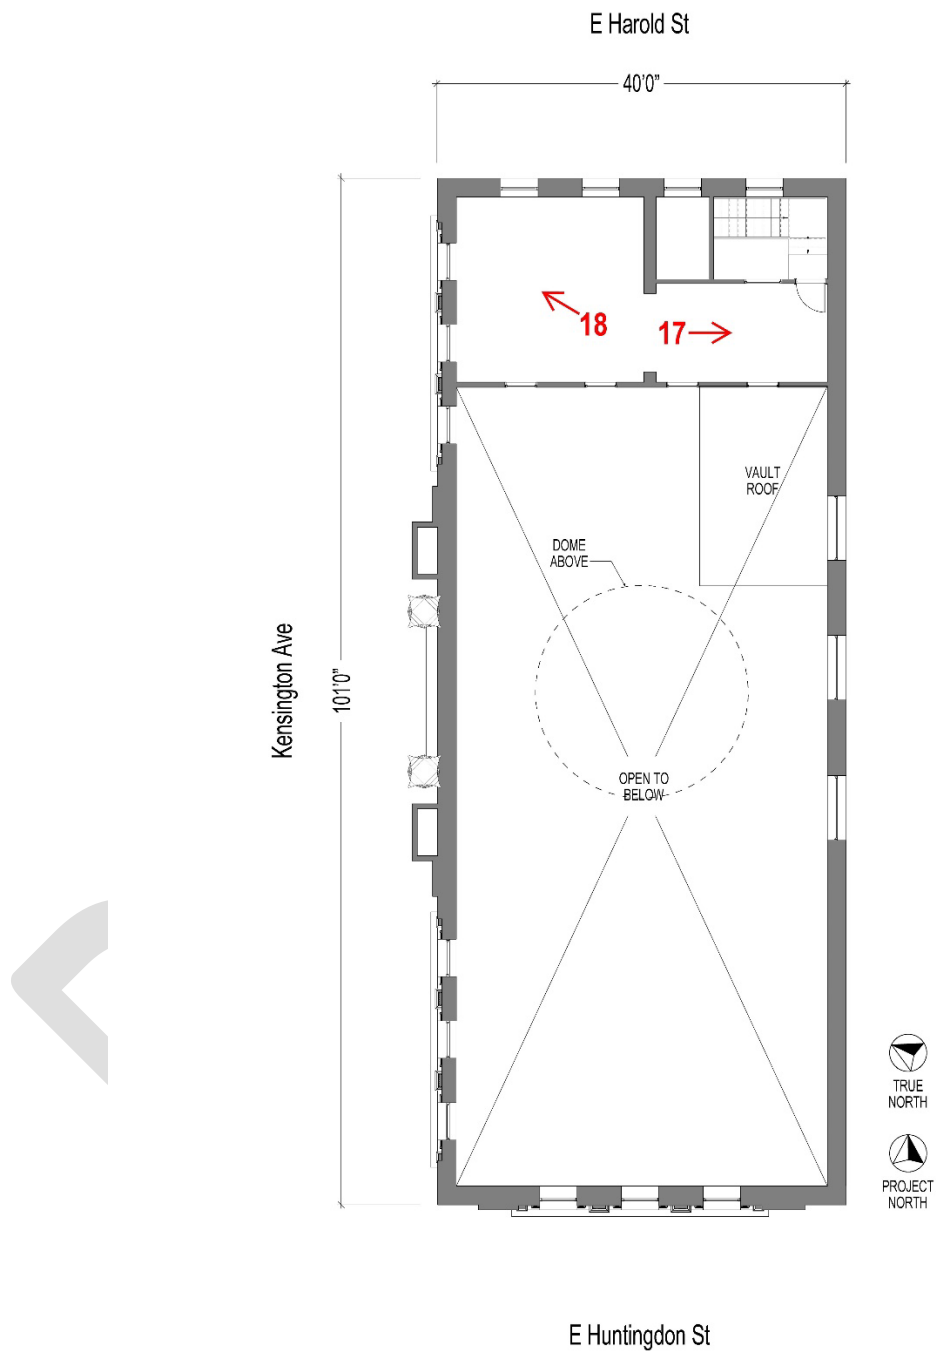 E Harold St
40'0"
18
17
VAULT
ROOF
DOME
ABOVE
Kensington Ave
101'0"
OPEN TO
BELOW
TRUE
NORTH
PROJECT
NORTH
E Huntingdon St